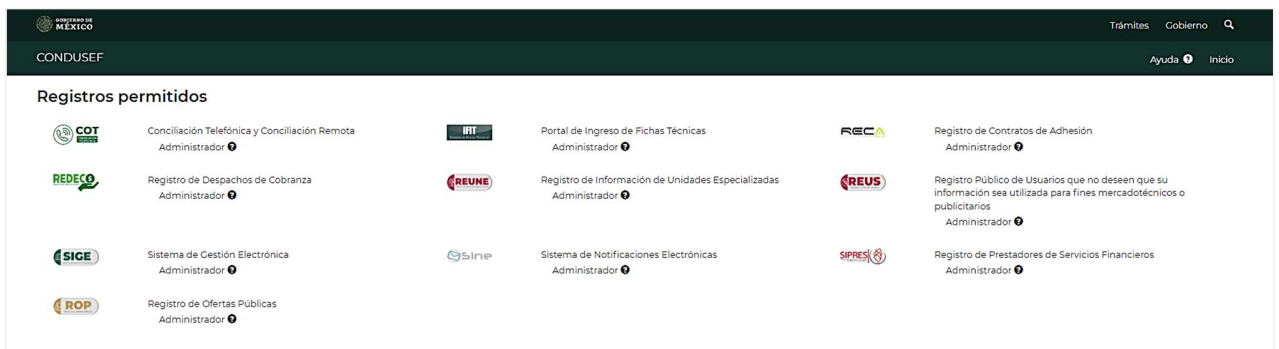 GOBIERNO DE
MÉXICO
Trámites Gobierno
CONDUSEF
Ayuda Inicio
Registros permitidos
COT
Conciliación Telefónica y Conciliación Remota
Administrador
IFIT
Portal de Ingreso de Fichas Técnicas
Administrador
RECA
Registro de Contratos de Adhesión
Administrador
REDECO
Registro de Despachos de Cobranza
Administrador
REUNE
Registro de Información de Unidades Especializadas
Administrador
REUS
Registro Público de Usuarios que no deseen que su
información sea utilizada para fines mercadotécnicos o
publicitarios
Administrador
SIGE
Sistema de Gestión Electrónica
Administrador
Sine
Sistema de Notificaciones Electrónicas
Administrador
SIPRES
Registro de Prestadores de Servicios Financieros
Administrador
ROP
Registro de Ofertas Públicas
Administrador